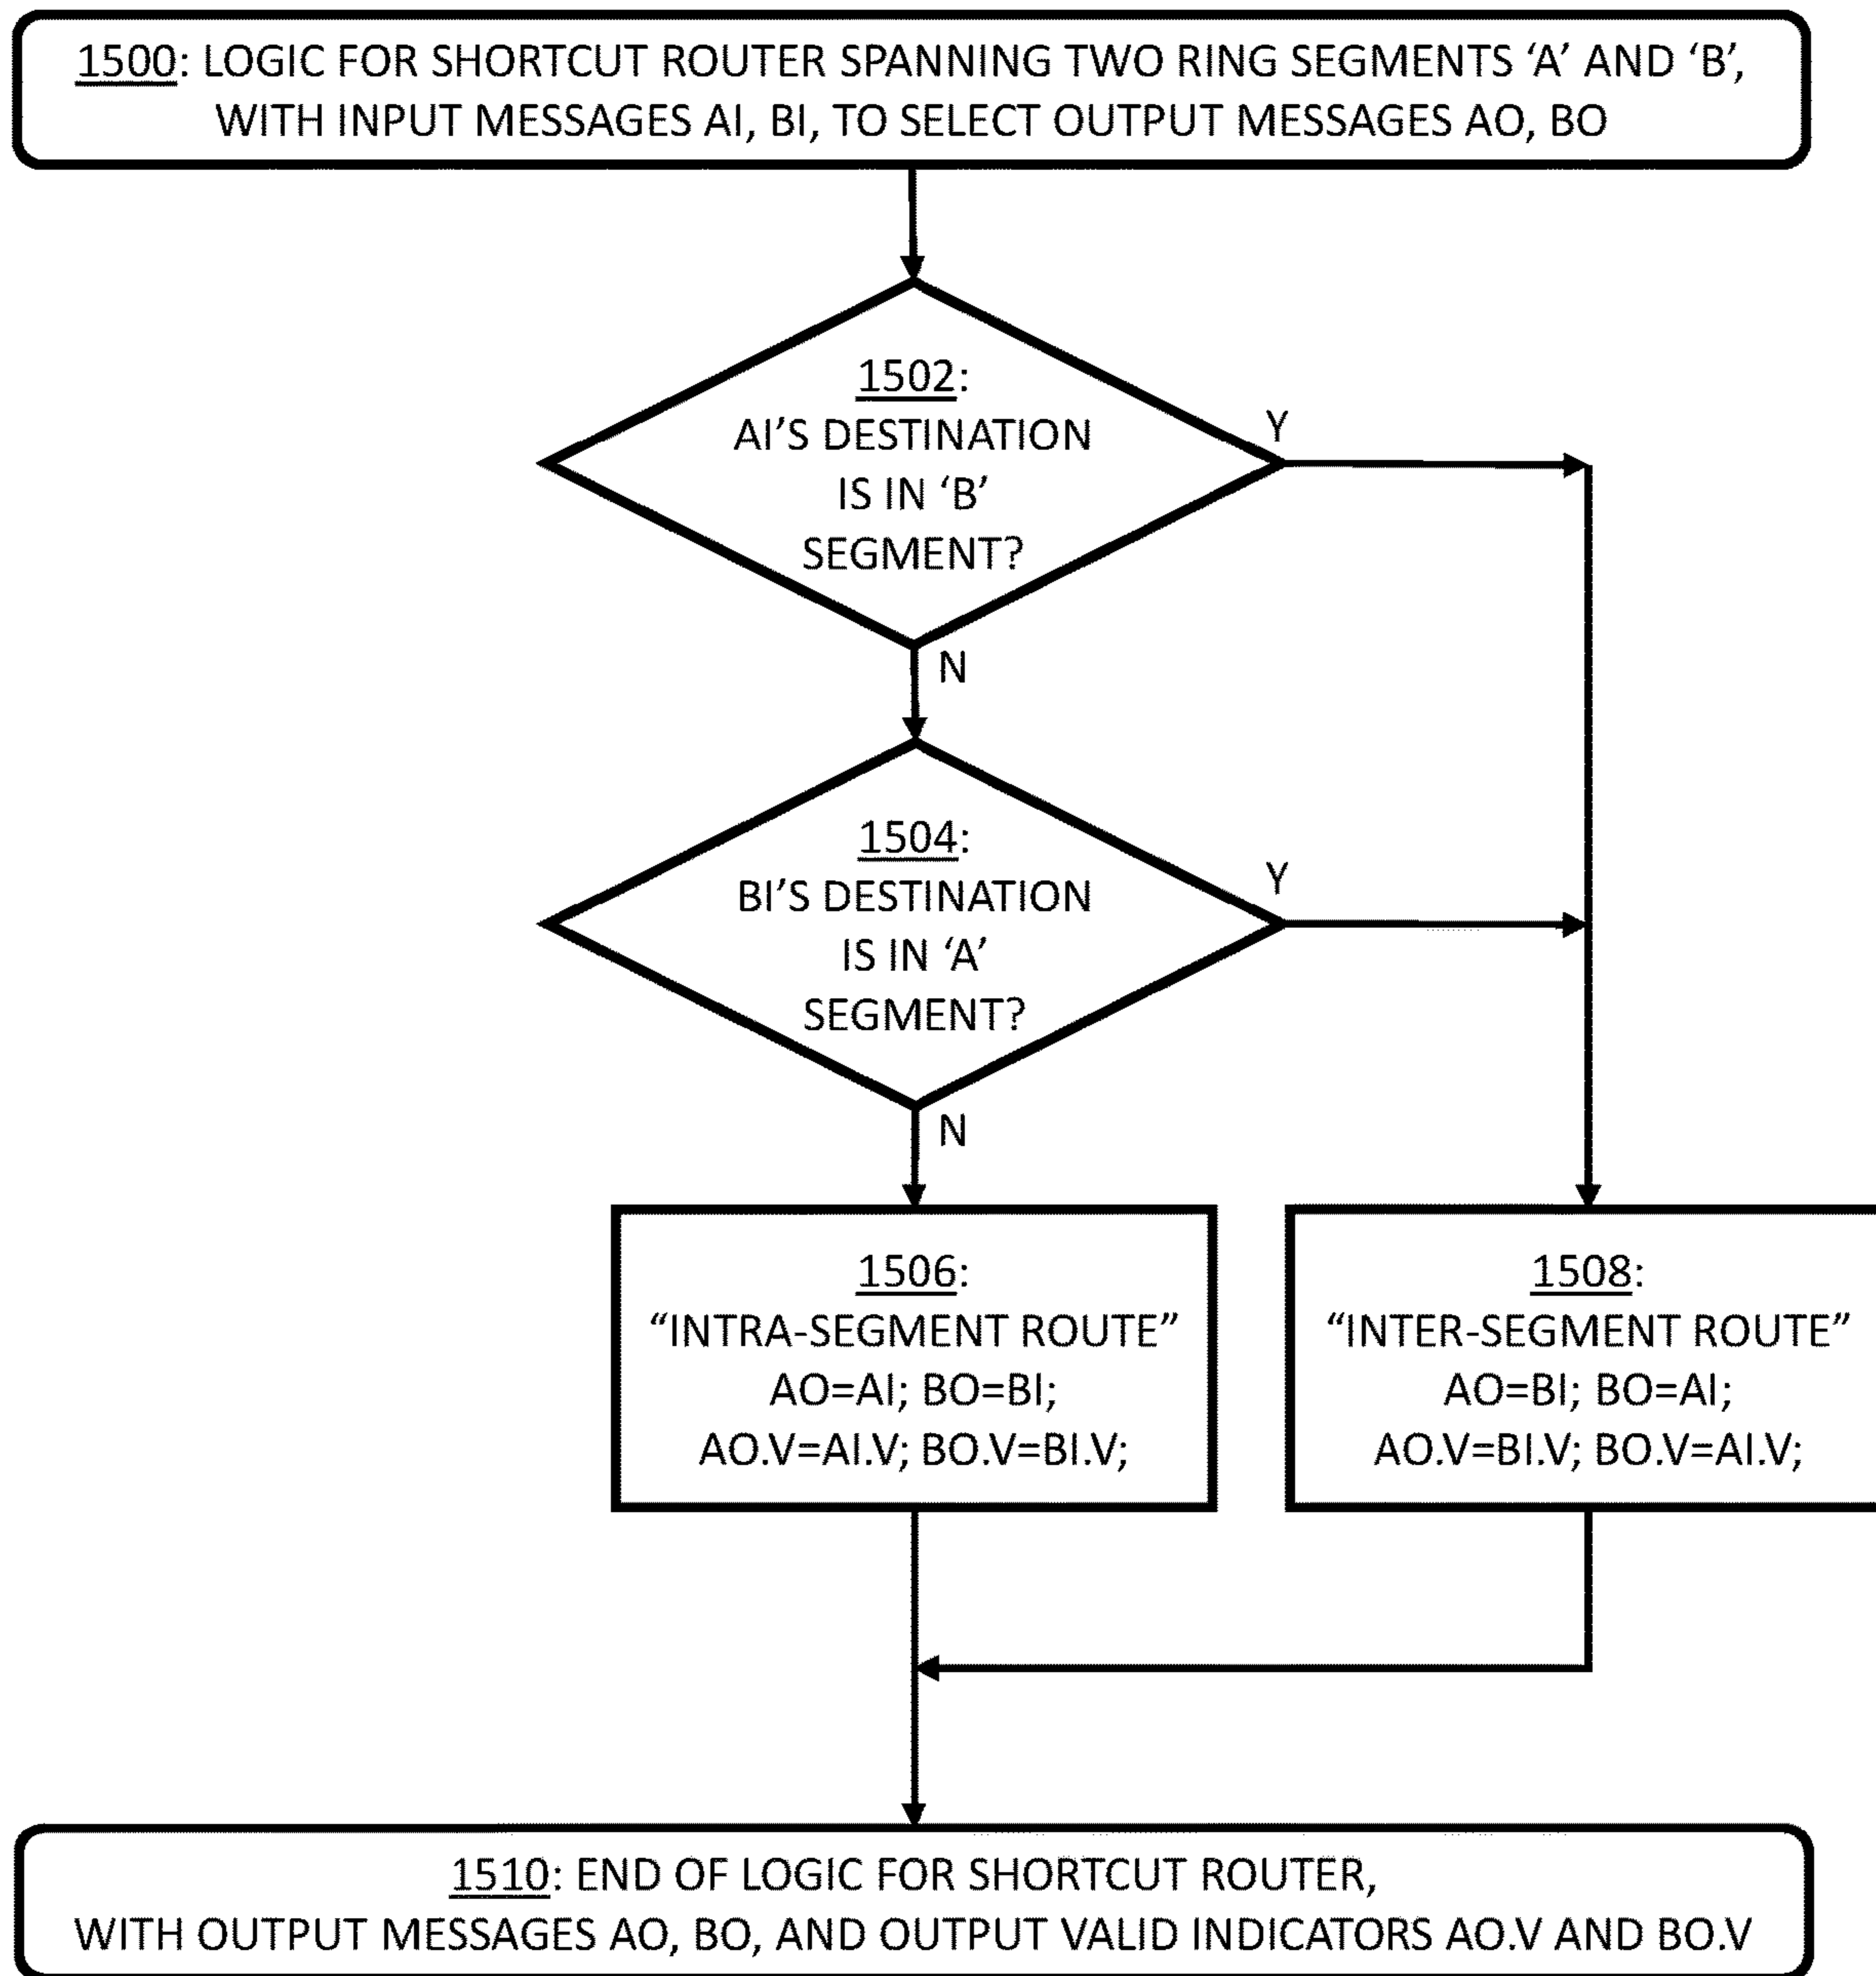 1500: LOGIC FOR SHORTCUT ROUTER SPANNING TWO RING SEGMENTS ‘A’ AND ‘B’,
WITH INPUT MESSAGES AI, BI, TO SELECT OUTPUT MESSAGES AO, BO
1502:
AI’S DESTINATION
IS IN ‘B’
SEGMENT?
Y
N
1504:
BI’S DESTINATION
IS IN ‘A’
SEGMENT?
Y
N
1506:
“INTRA-SEGMENT ROUTE”
AO=AI; BO=BI;
AO.V=AI.V; BO.V=BI.V;
1508:
“INTER-SEGMENT ROUTE”
AO=BI; BO=AI;
AO.V=BI.V; BO.V=AI.V;
1510: END OF LOGIC FOR SHORTCUT ROUTER,
WITH OUTPUT MESSAGES AO, BO, AND OUTPUT VALID INDICATORS AO.V AND BO.V